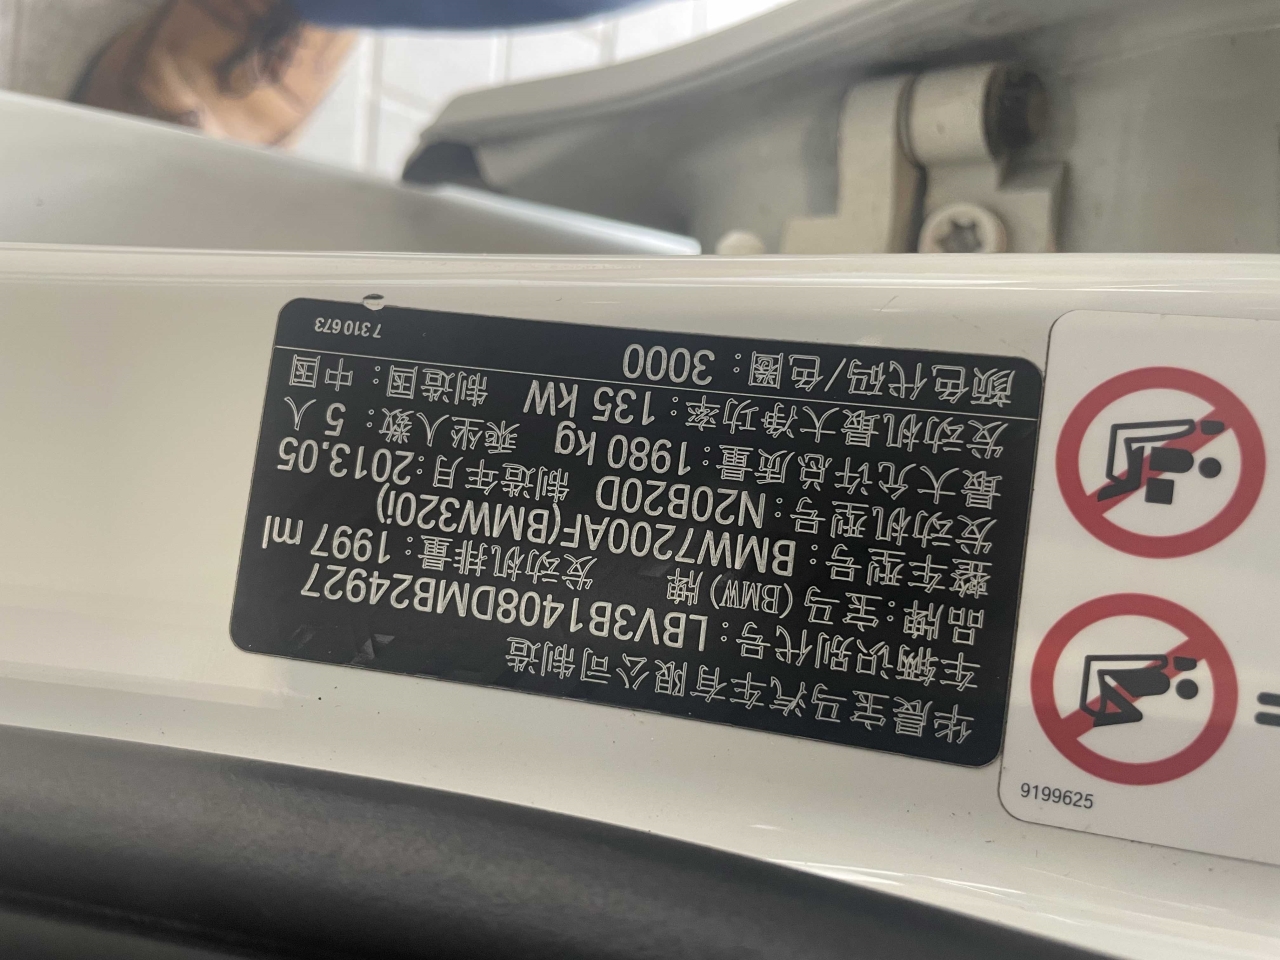 华晨宝马汽车有限公司制造
车辆识别代号：LBV3B1408DMB24927
品牌：宝马(BMW)牌 发动机排量：1997 ml
整车型号：BMW7200AF(BMW320i)
发动机型号：N20B20D 制造年月：2013.05
最大允许总质量：1980 kg 乘坐人数：5 人
发动机最大净功率：135 kW 制造国：中国
颜色代码/色圈：3000
7310673
9199625
=